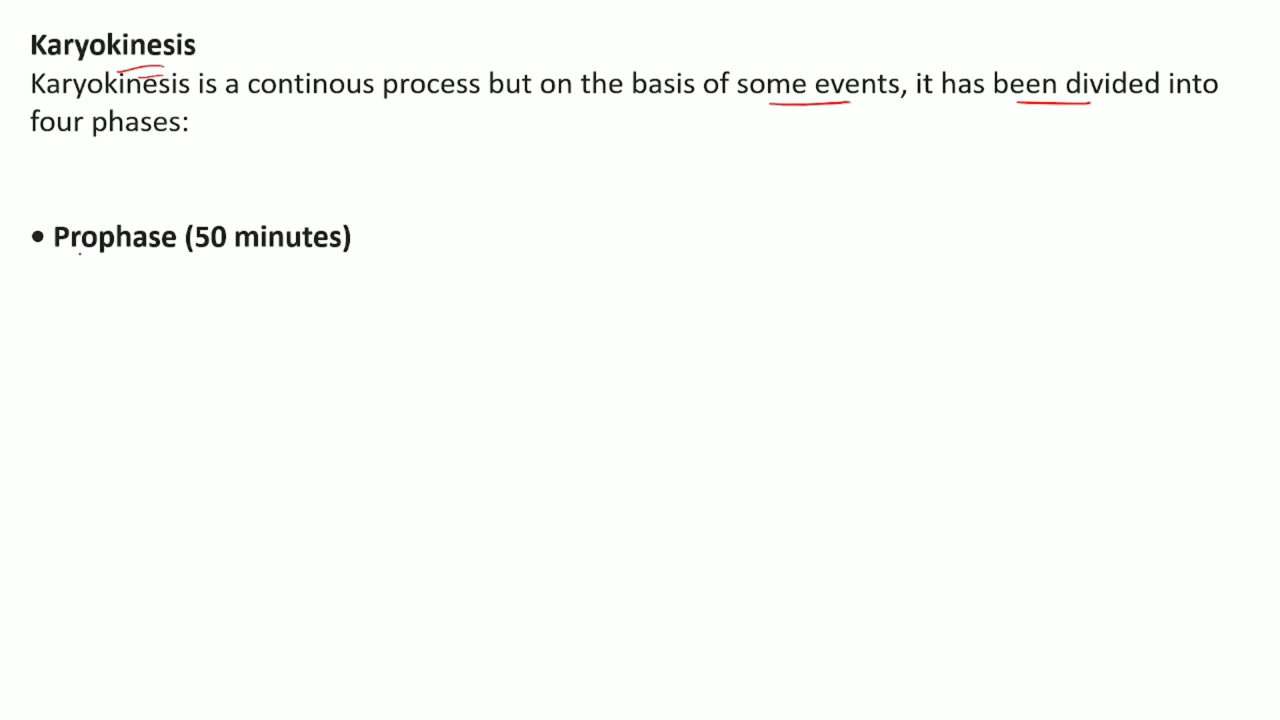 Karyokinesis
Karyokinesis is a continous process but on the basis of some events, it has been divided into
four phases:
• Prophase (50 minutes)